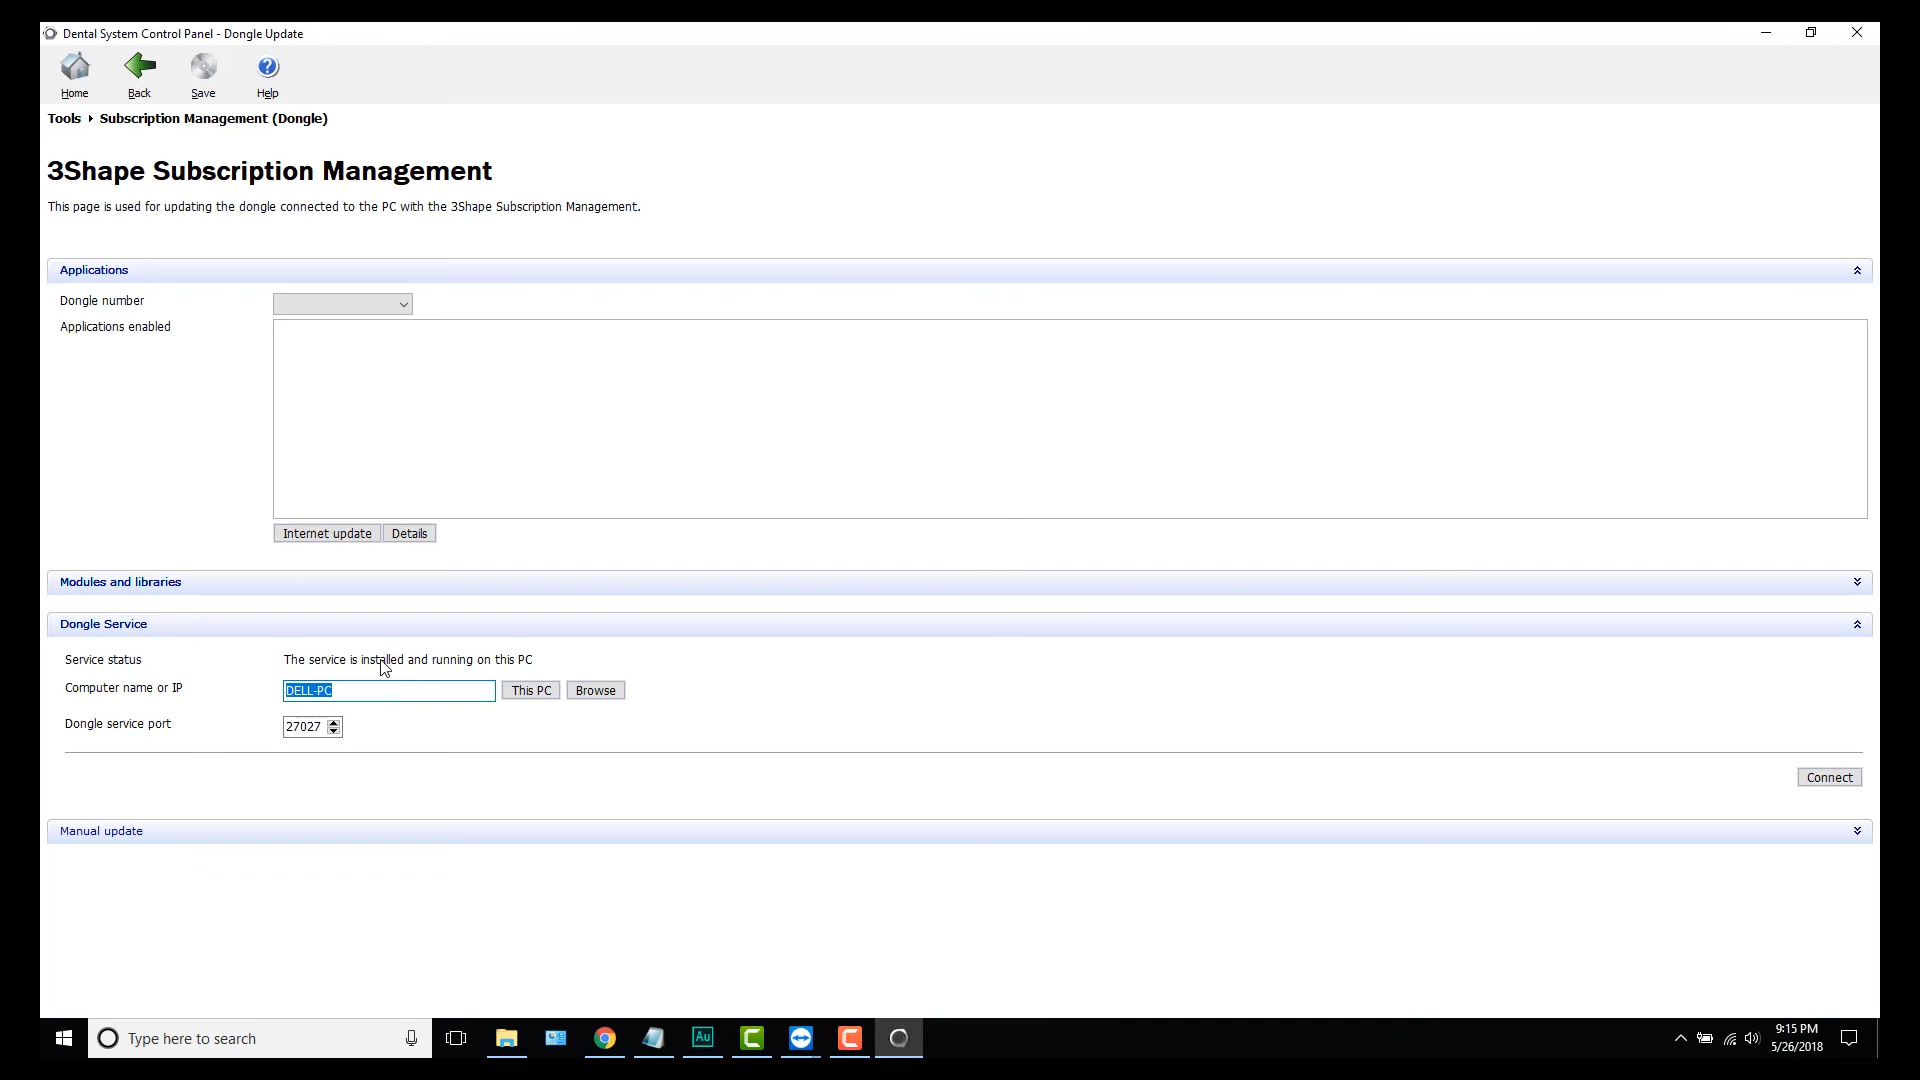 Dental System Control Panel - Dongle Update
Home Back Save Help
Tools Subscription Management (Dongle)
3Shape Subscription Management
This page is used for updating the dongle connected to the PC with the 3Shape Subscription Management.
Applications
Dongle number
Applications enabled
Internet update Details
Modules and libraries
Dongle Service
Service status The service is installed and running on this PC
Computer name or IP DELL-PC This PC Browse
Dongle service port 27027
Connect
Manual update
Type here to search
Au
9:15 PM
5/26/2018